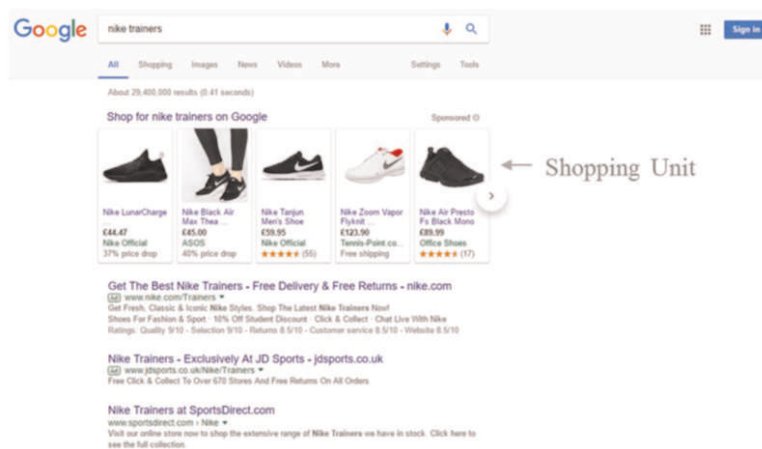 Google
nike trainers
Sign in
All Shopping Images News Videos More Settings Tools
About 29,400,000 results (0.41 seconds)
Shop for nike trainers on Google Sponsored
Nike LunarCharge ...
£44.47
Nike Official
37% price drop
Nike Black Air Max Thea ...
£45.00
ASOS
40% price drop
Nike Tanjun Men's Shoe
£59.95
Nike Official
(55)
Nike Zoom Vapor Flyknit ...
£123.90
Tennis-Point.co...
Free shipping
Nike Air Presto Fs Black Mono
£89.99
Office Shoes
(17)
Shopping Unit
Get The Best Nike Trainers - Free Delivery & Free Returns - nike.com
Ad www.nike.com/Trainers
Get Fresh, Classic & Iconic Nike Styles. Shop The Latest Nike Trainers Now!
Shoes For Fashion & Sport · 10% Off Student Discount · Click & Collect · Chat Live With Nike
Ratings: Quality 9/10 - Selection 9/10 - Returns 8.5/10 - Customer service 8.5/10 - Website 8.5/10
Nike Trainers - Exclusively At JD Sports - jdsports.co.uk
Ad www.jdsports.co.uk/Nike/Trainers
Free Click & Collect To Over 670 Stores And Free Returns On All Orders
Nike Trainers at SportsDirect.com
www.sportsdirect.com › Nike
Visit our online store now to shop the extensive range of Nike Trainers we have in stock. Click here to
see the full collection.